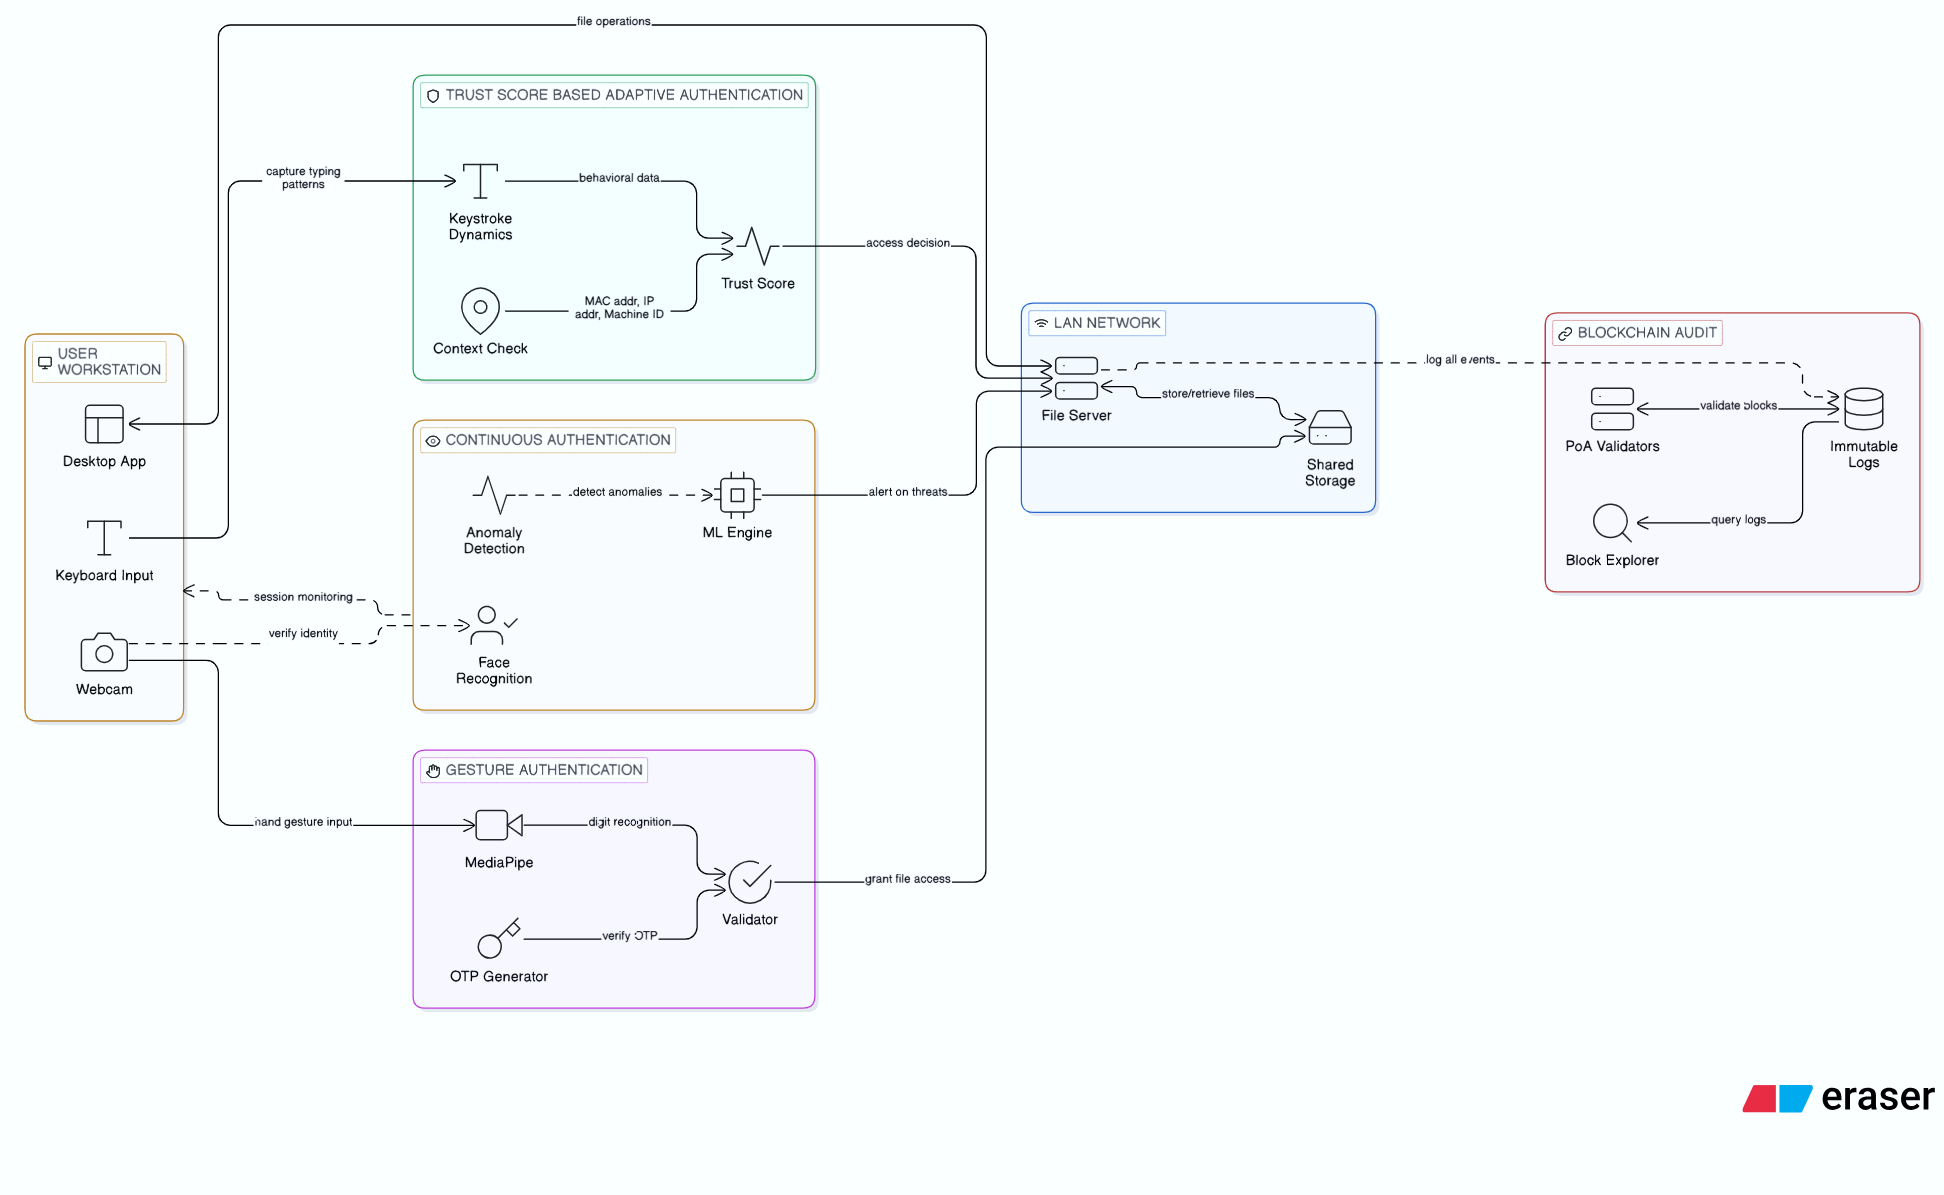 file operations
TRUST SCORE BASED ADAPTIVE AUTHENTICATION
capture typing
patterns
behavioral data
Keystroke
Dynamics
access decision
Trust Score
MAC addr, IP
addr, Machine ID
Context Check
USER
WORKSTATION
Desktop App
Keyboard Input
session monitoring
verify identity
Webcam
CONTINUOUS AUTHENTICATION
detect anomalies
alert on threats
Anomaly
Detection
ML Engine
Face
Recognition
GESTURE AUTHENTICATION
hand gesture input
digit recognition
MediaPipe
grant file access
Validator
verify OTP
OTP Generator
LAN NETWORK
store/retrieve files
File Server
Shared
Storage
log all events
BLOCKCHAIN AUDIT
validate blocks
PoA Validators
Immutable
Logs
query logs
Block Explorer
eraser